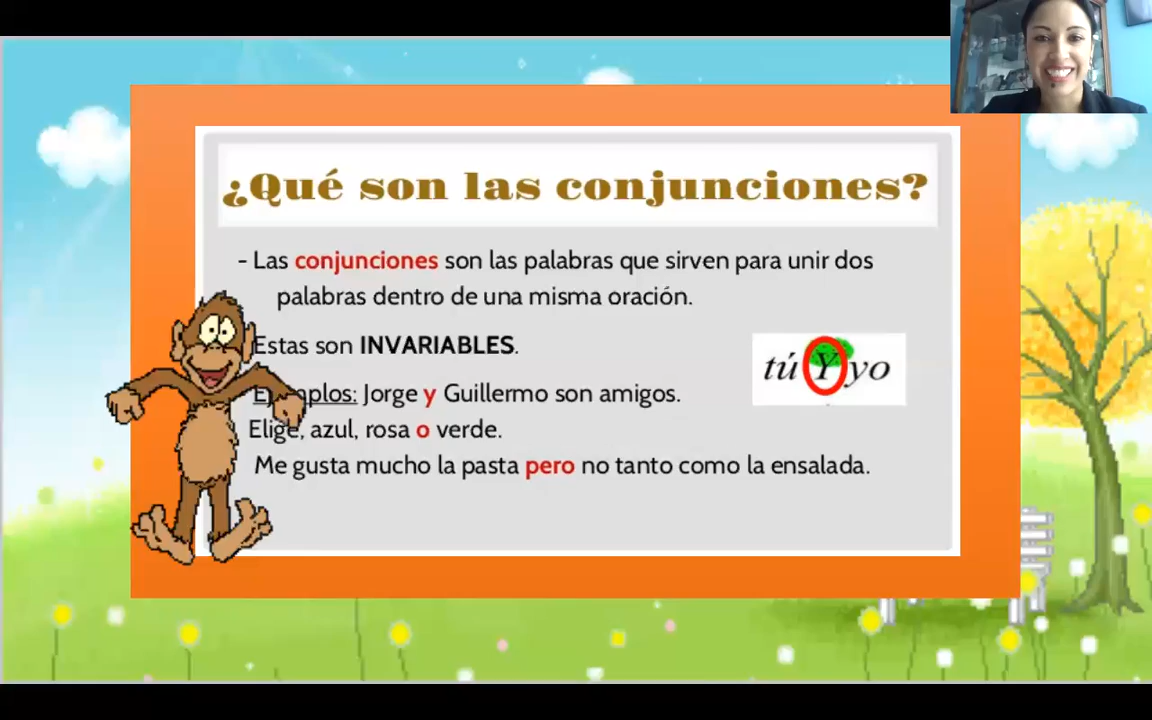 ¿Qué son las conjunciones?
- Las conjunciones son las palabras que sirven para unir dos
palabras dentro de una misma oración.
Estas son INVARIABLES.
tú Y yo
Ejemplos: Jorge y Guillermo son amigos.
Elige, azul, rosa o verde.
Me gusta mucho la pasta pero no tanto como la ensalada.